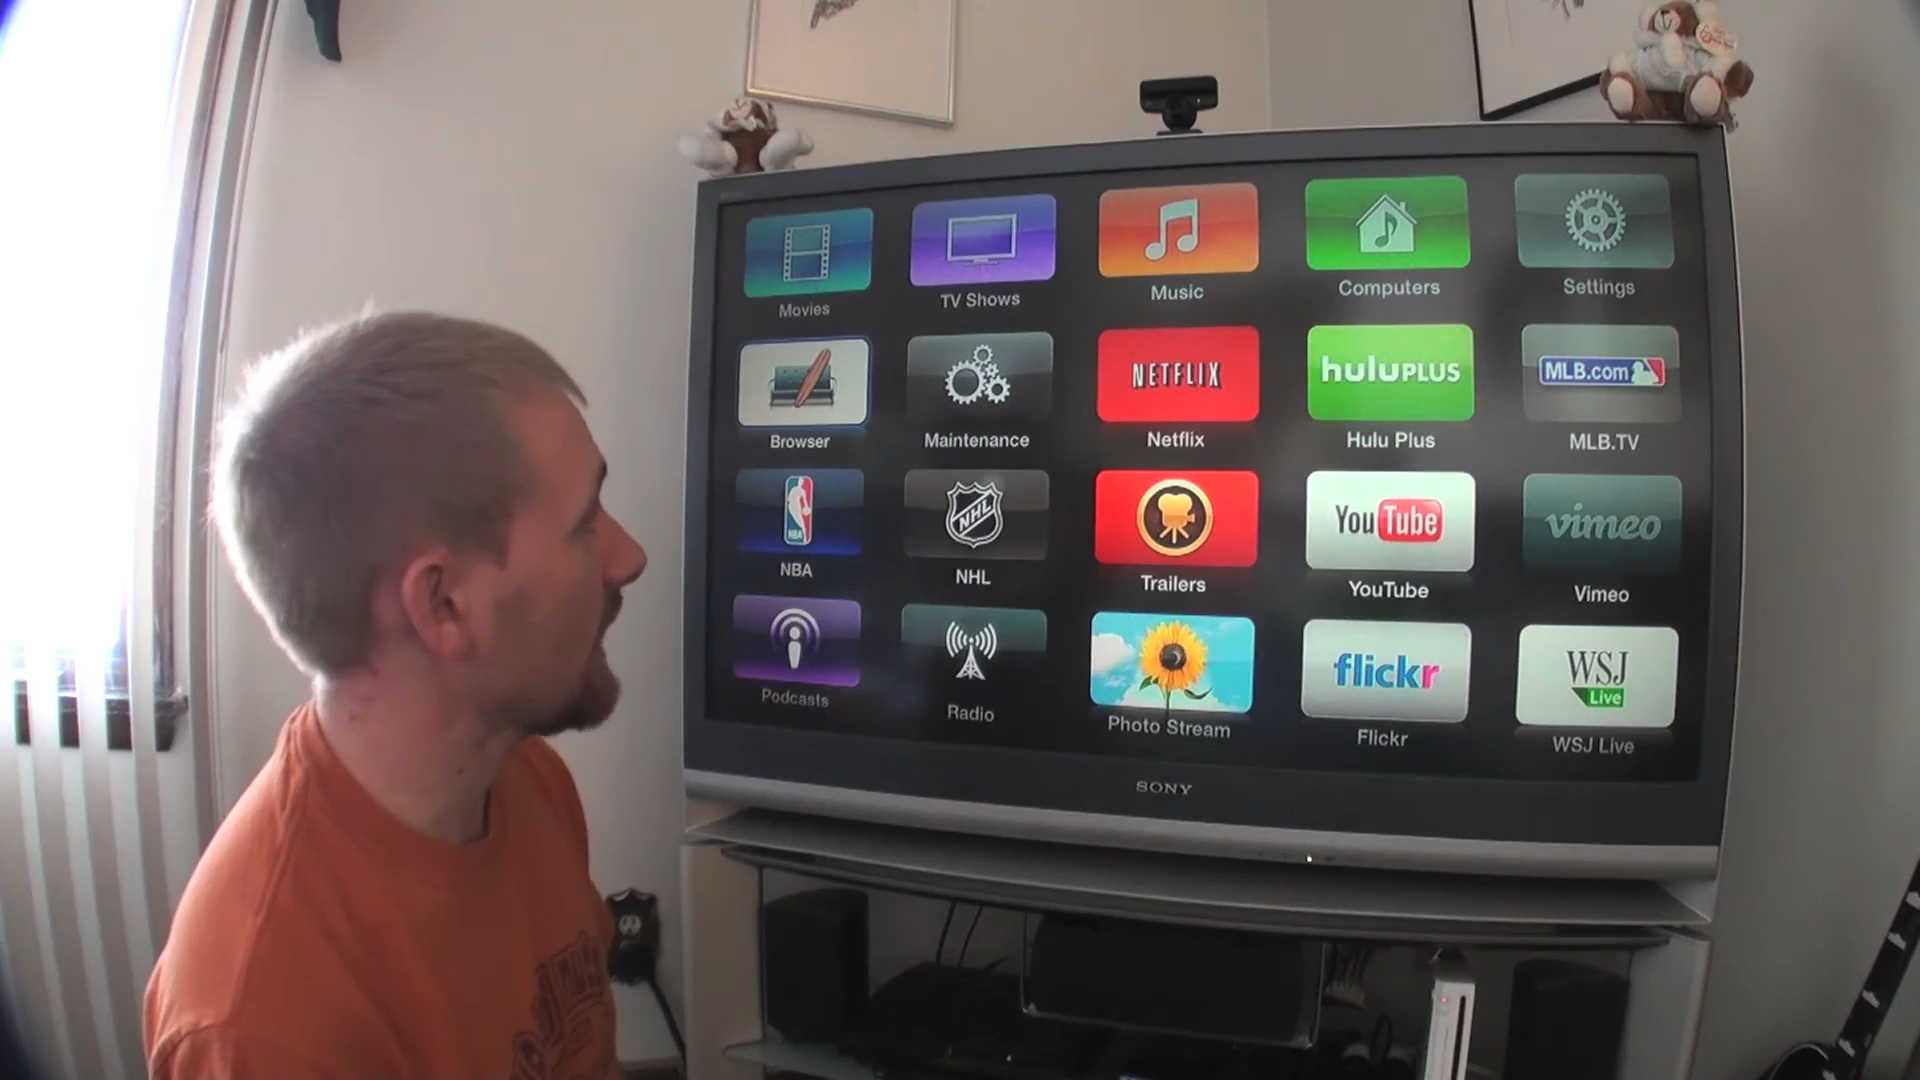 Movies
TV Shows
Music
Computers
Settings
NETFLIX
huluPLUS
MLB.com
Browser
Maintenance
Netflix
Hulu Plus
MLB.TV
NBA
NHL
YouTube
vimeo
NBA
NHL
Trailers
YouTube
Vimeo
flickr
WSJ
Live
Podcasts
Radio
Photo Stream
Flickr
WSJ Live
SONY